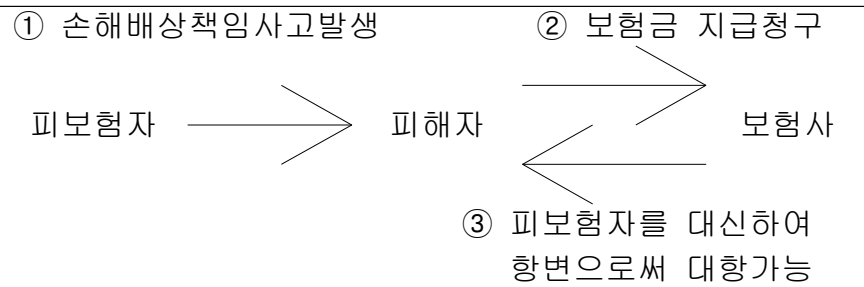 ① 손해배상책임사고발생 ② 보험금 지급청구
피보험자 피해자 보험사
③ 피보험자를 대신하여
항변으로써 대항가능